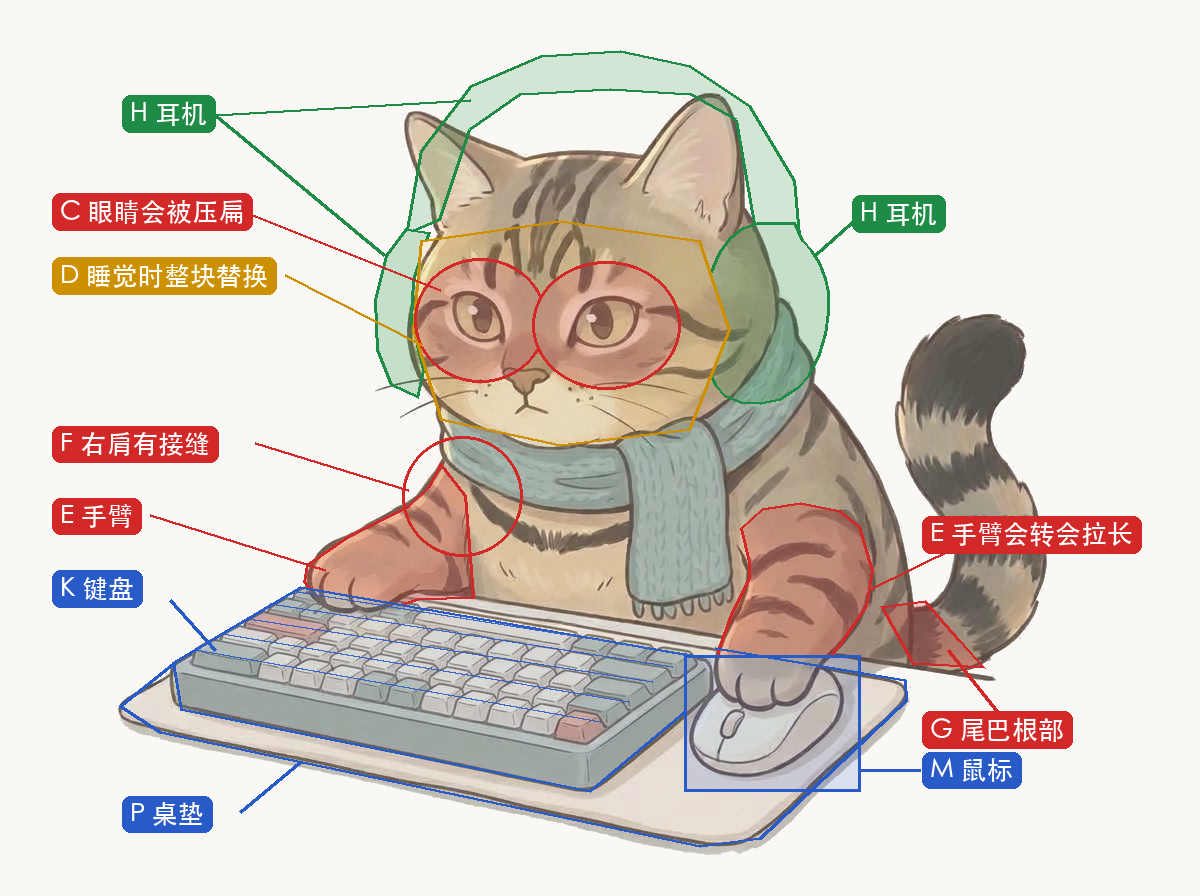 H 耳机
C 眼睛会被压扁
H 耳机
D 睡觉时整块替换
F 右肩有接缝
E 手臂
E 手臂会转会拉长
K 键盘
G 尾巴根部
M 鼠标
P 桌垫